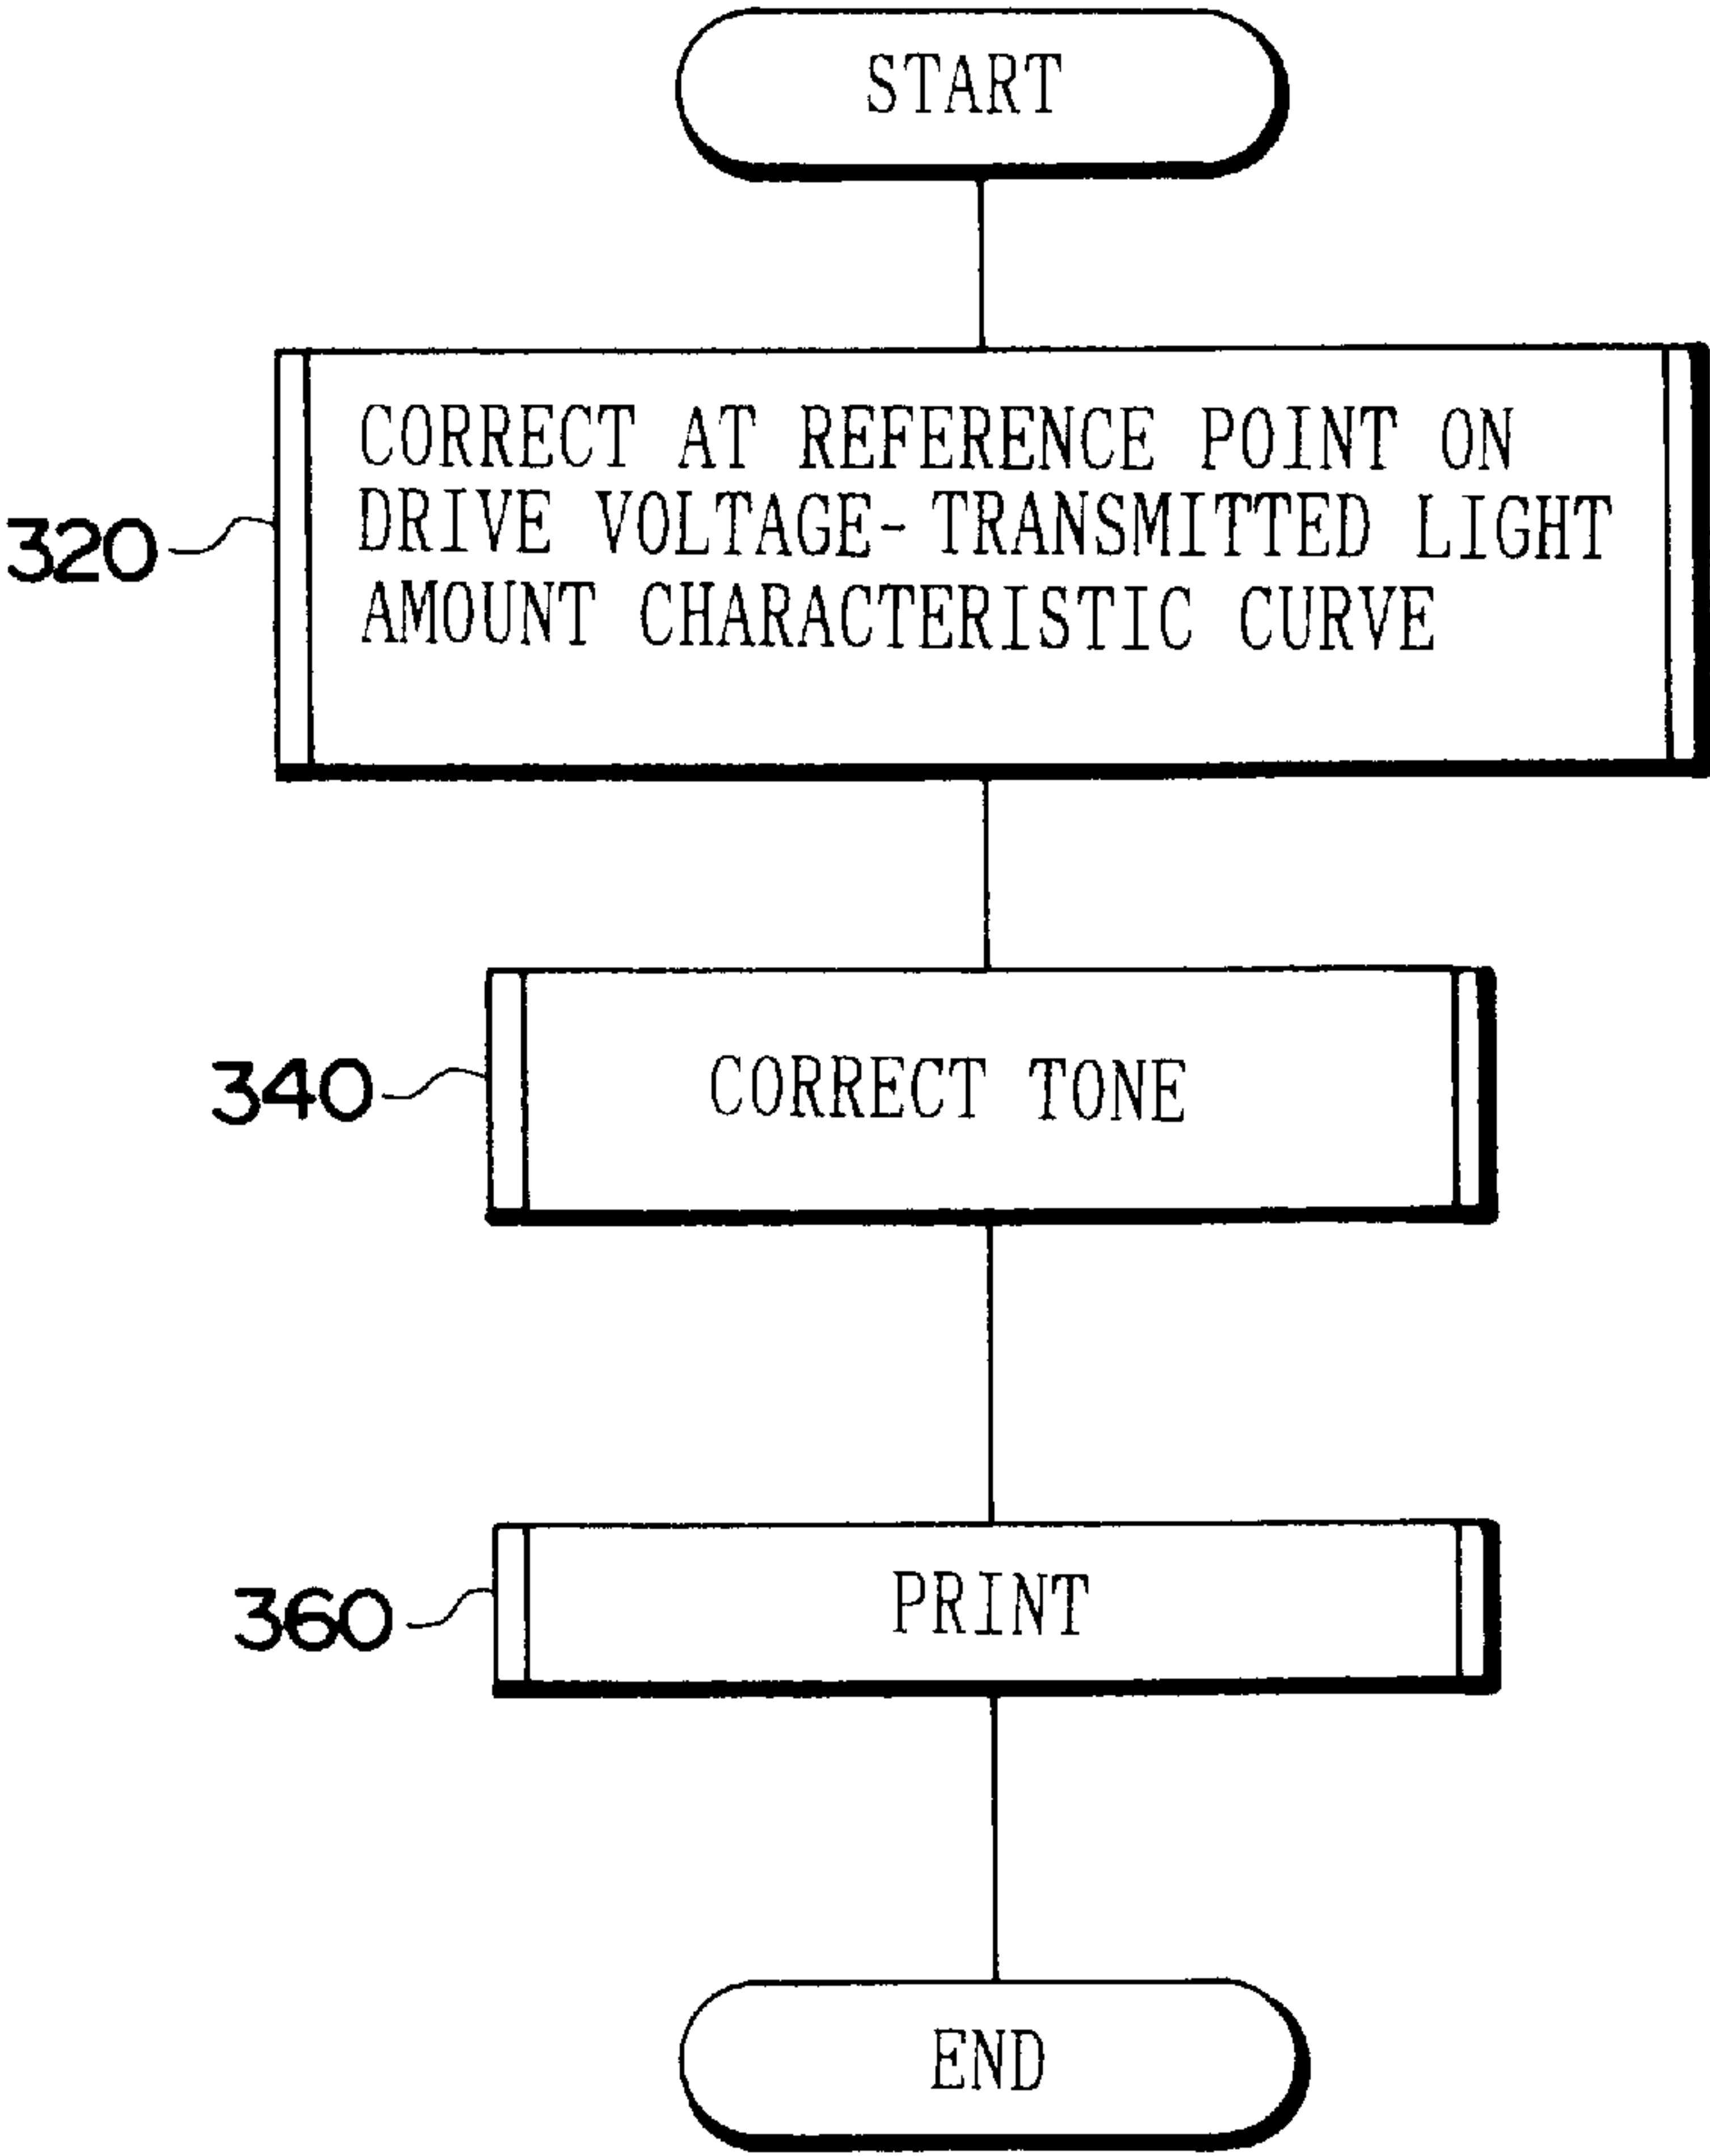 START
CORRECT AT REFERENCE POINT ON
DRIVE VOLTAGE-TRANSMITTED LIGHT
AMOUNT CHARACTERISTIC CURVE
320
CORRECT TONE
340
PRINT
360
END